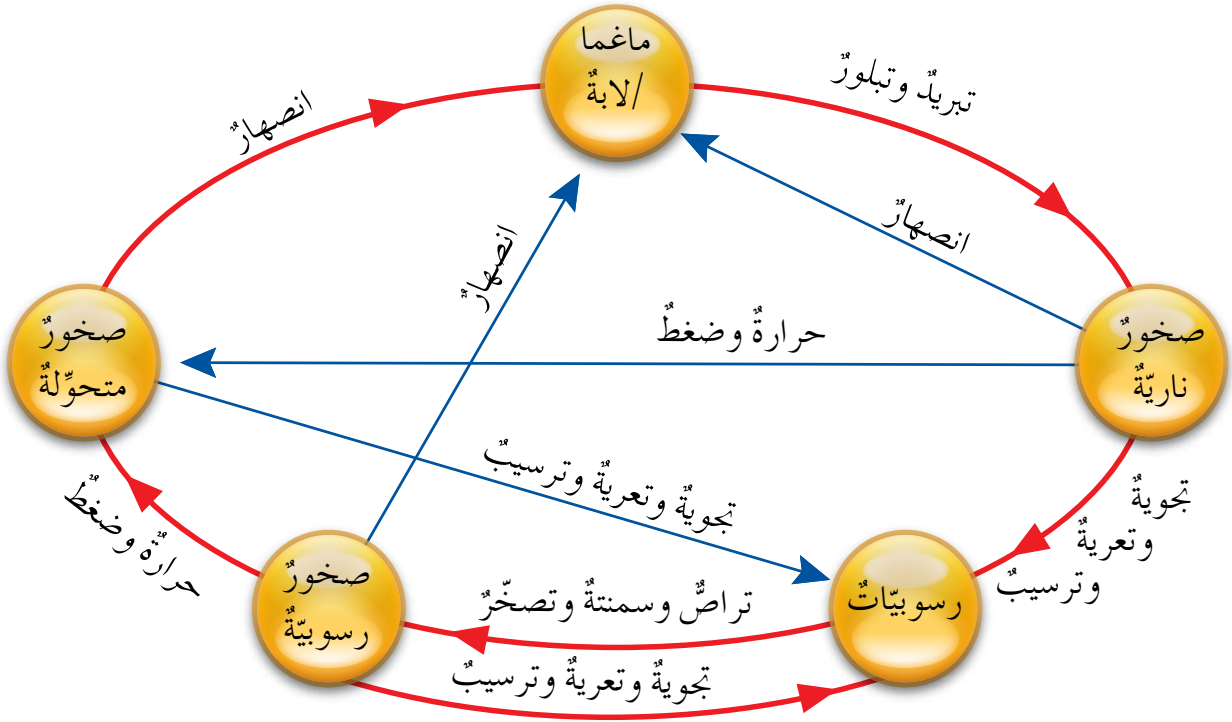 ماغما
/لابةٌ
تبريدٌ وتبلورٌ
انصهارٌ
انصهارٌ
انصهارٌ
صخورٌ
ناريّةٌ
حرارةٌ وضغطٌ
صخورٌ
متحوّلةٌ
تجويةٌ وتعريةٌ وترسيبٌ
تجويةٌ
وتعريةٌ
وترسيبٌ
حرارةٌ وضغطٌ
صخورٌ
رسوبيّةٌ
تراصٌّ وسمنتةٌ وتصخّرٌ
رسوبيّاتٌ
تجويةٌ وتعريةٌ وترسيبٌ